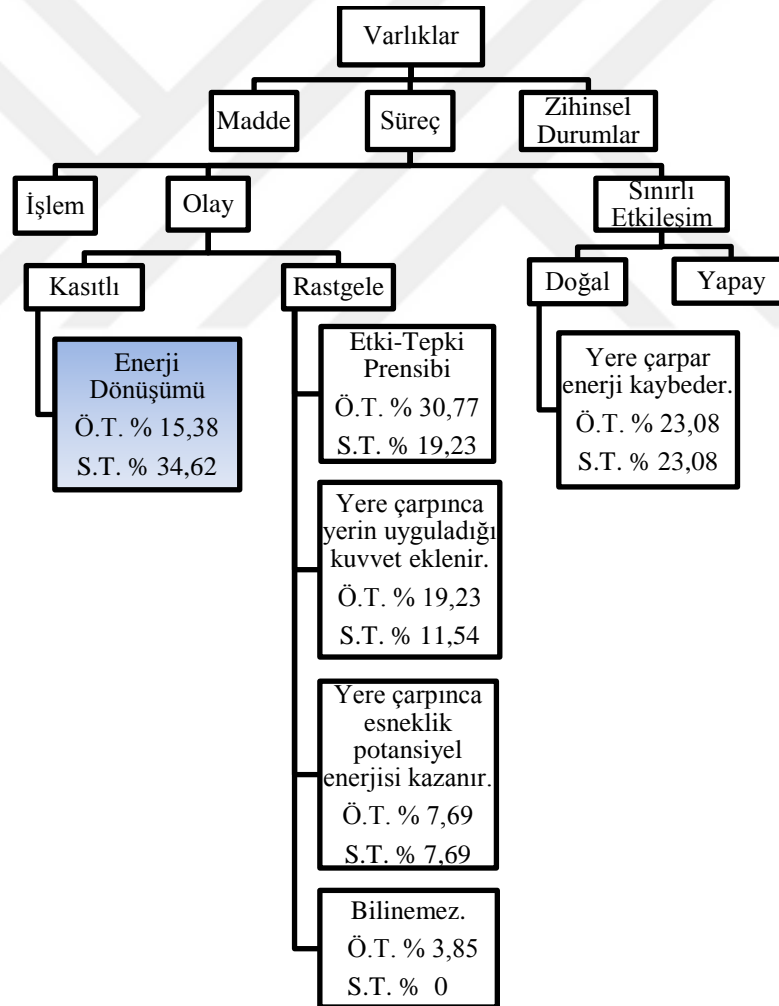 Varlıklar
Madde
Süreç
Zihinsel
Durumlar
İşlem
Olay
Sınırlı
Etkileşim
Kasıtlı
Rastgele
Doğal
Yapay
Enerji
Dönüşümü
Ö.T. % 15,38
S.T. % 34,62
Etki-Tepki
Prensibi
Ö.T. % 30,77
S.T. % 19,23
Yere çarpar
enerji kaybeder.
Ö.T. % 23,08
S.T. % 23,08
Yere çarpınca
yerin uyguladığı
kuvvet eklenir.
Ö.T. % 19,23
S.T. % 11,54
Yere çarpınca
esneklik
potansiyel
enerjisi kazanır.
Ö.T. % 7,69
S.T. % 7,69
Bilinemez.
Ö.T. % 3,85
S.T. % 0